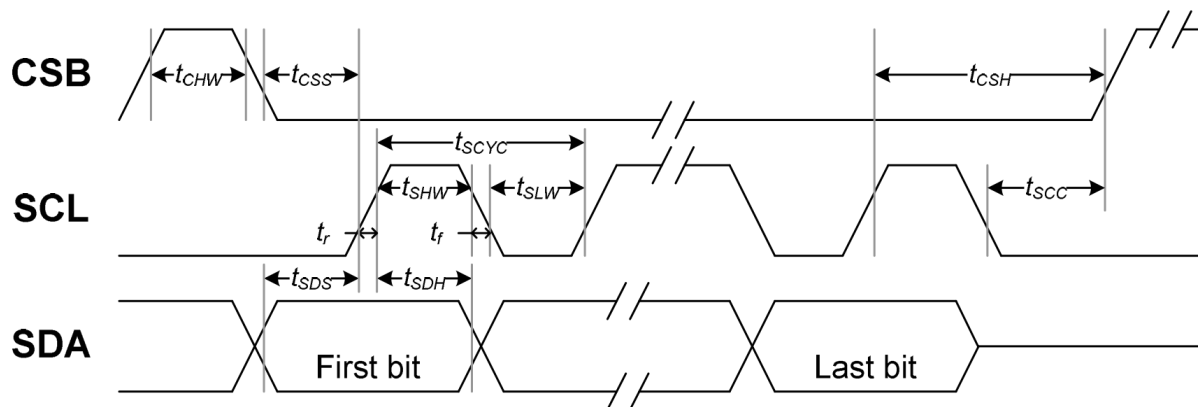 CSB
tCHW
tCSS
tCSH
tSCYC
SCL
tSHW
tSLW
tSCC
tr
tf
tSDS
tSDH
SDA
First bit
Last bit